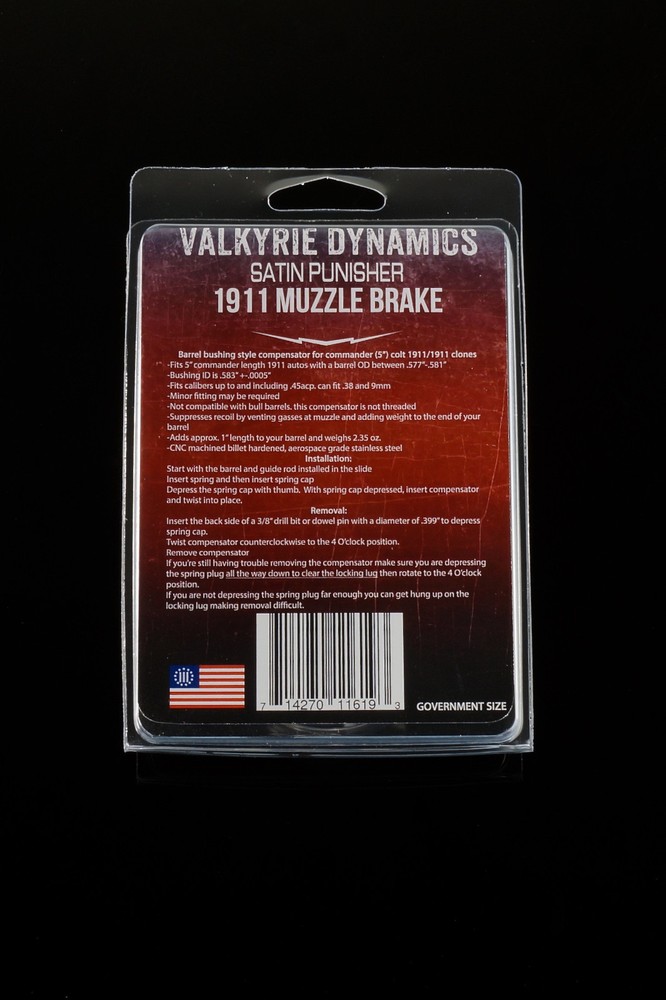 VALKYRIE DYNAMICS
SATIN PUNISHER
1911 MUZZLE BRAKE
Barrel bushing style compensator for commander (5") colt 1911/1911 clones
-Fits 5" commander length 1911 autos with a barrel OD between .577"-.581"
-Bushing ID is .583" +-.0005"
-Fits calibers up to and including .45acp. can fit .38 and 9mm
-Minor fitting may be required
-Not compatible with bull barrels. this compensator is not threaded
-Suppresses recoil by venting gasses at muzzle and adding weight to the end of your
barrel
-Adds approx. 1" length to your barrel and weighs 2.35 oz.
-CNC machined billet hardened, aerospace grade stainless steel
Installation:
Start with the barrel and guide rod installed in the slide
Insert spring and then insert spring cap
Depress the spring cap with thumb. With spring cap depressed, insert compensator
and twist into place.
Removal:
Insert the back side of a 3/8" drill bit or dowel pin with a diameter of .399" to depress
spring cap.
Twist compensator counterclockwise to the 4 O'clock position.
Remove compensator
If you're still having trouble removing the compensator make sure you are depressing
the spring plug all the way down to clear the locking lug then rotate to the 4 O'clock
position.
If you are not depressing the spring plug far enough you can get hung up on the
locking lug making removal difficult.
III
7 14270 11619 3
GOVERNMENT SIZE